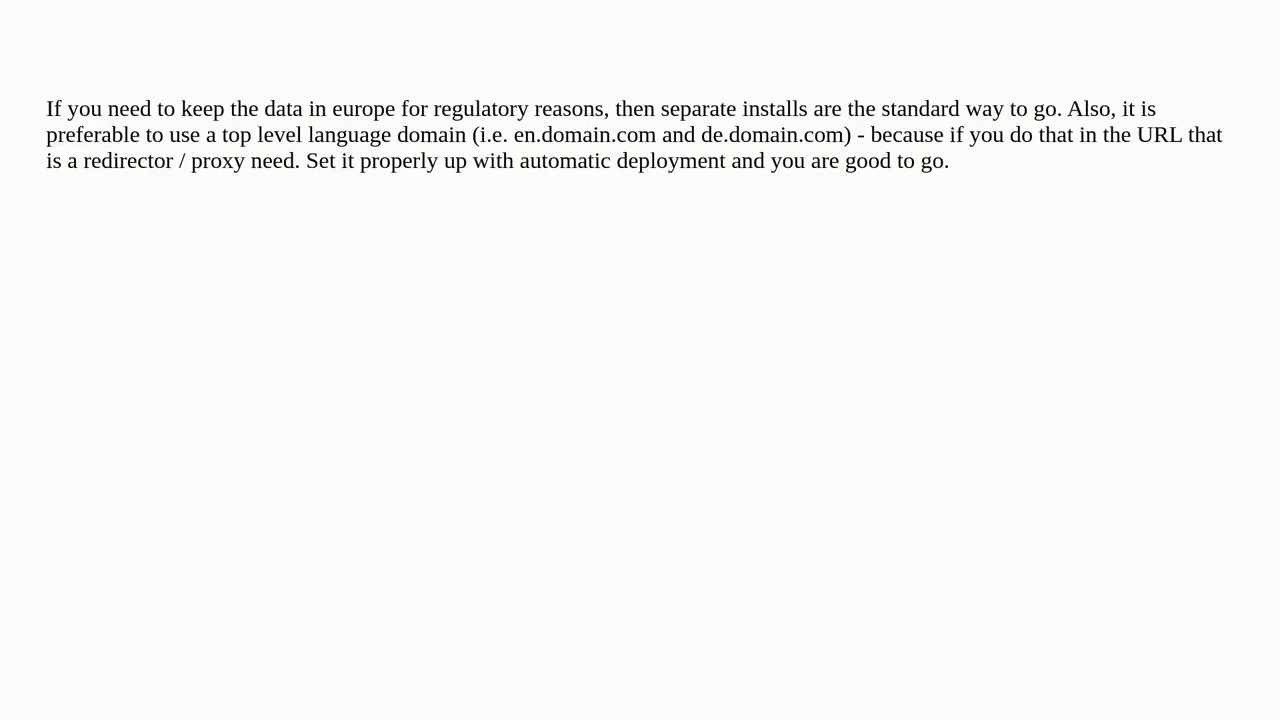 If you need to keep the data in europe for regulatory reasons, then separate installs are the standard way to go. Also, it is
preferable to use a top level language domain (i.e. en.domain.com and de.domain.com) - because if you do that in the URL that
is a redirector / proxy need. Set it properly up with automatic deployment and you are good to go.